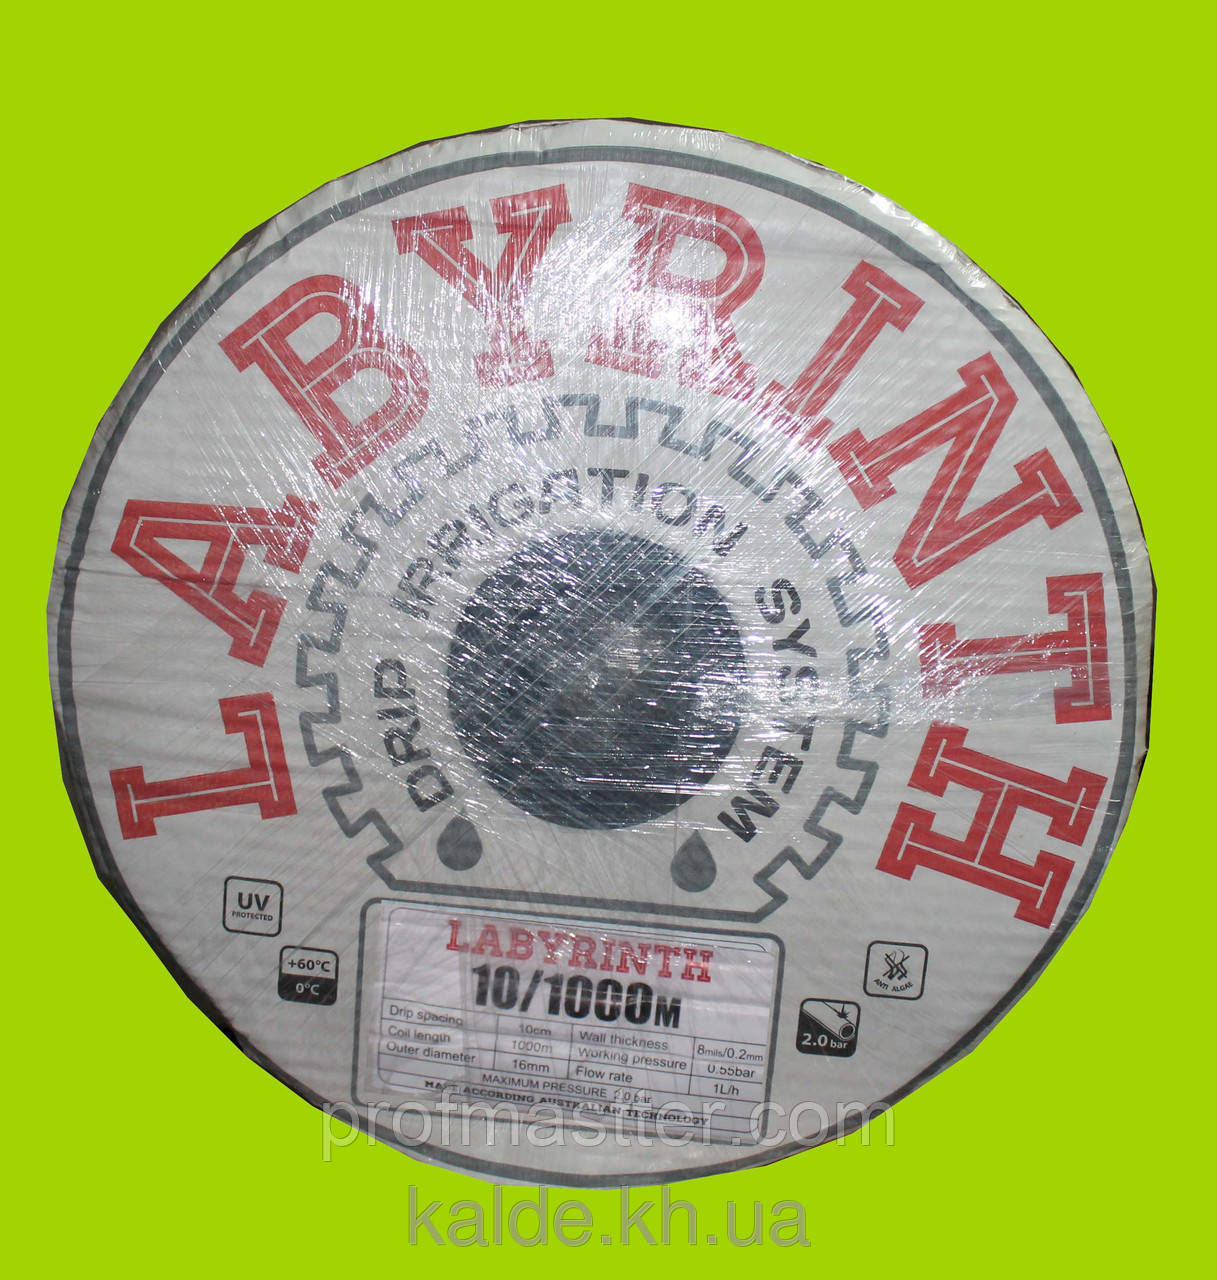 LABYRINTH
DRIP IRRIGATION SYSTEM
UV
PROTECTED
+60°C
0°C
ANTI ALGAE
2.0 bar
LABYRINTH
10/1000M
Drip spacing 10cm Wall thickness 8mils/0.2mm
Coil length 1000m Working pressure 0.55bar
Outer diameter 16mm Flow rate 1L/h
MAXIMUM PRESSURE 2.0 bar
MADE ACCORDING AUSTRALIAN TECHNOLOGY
profmastter.com
kalde.kh.ua